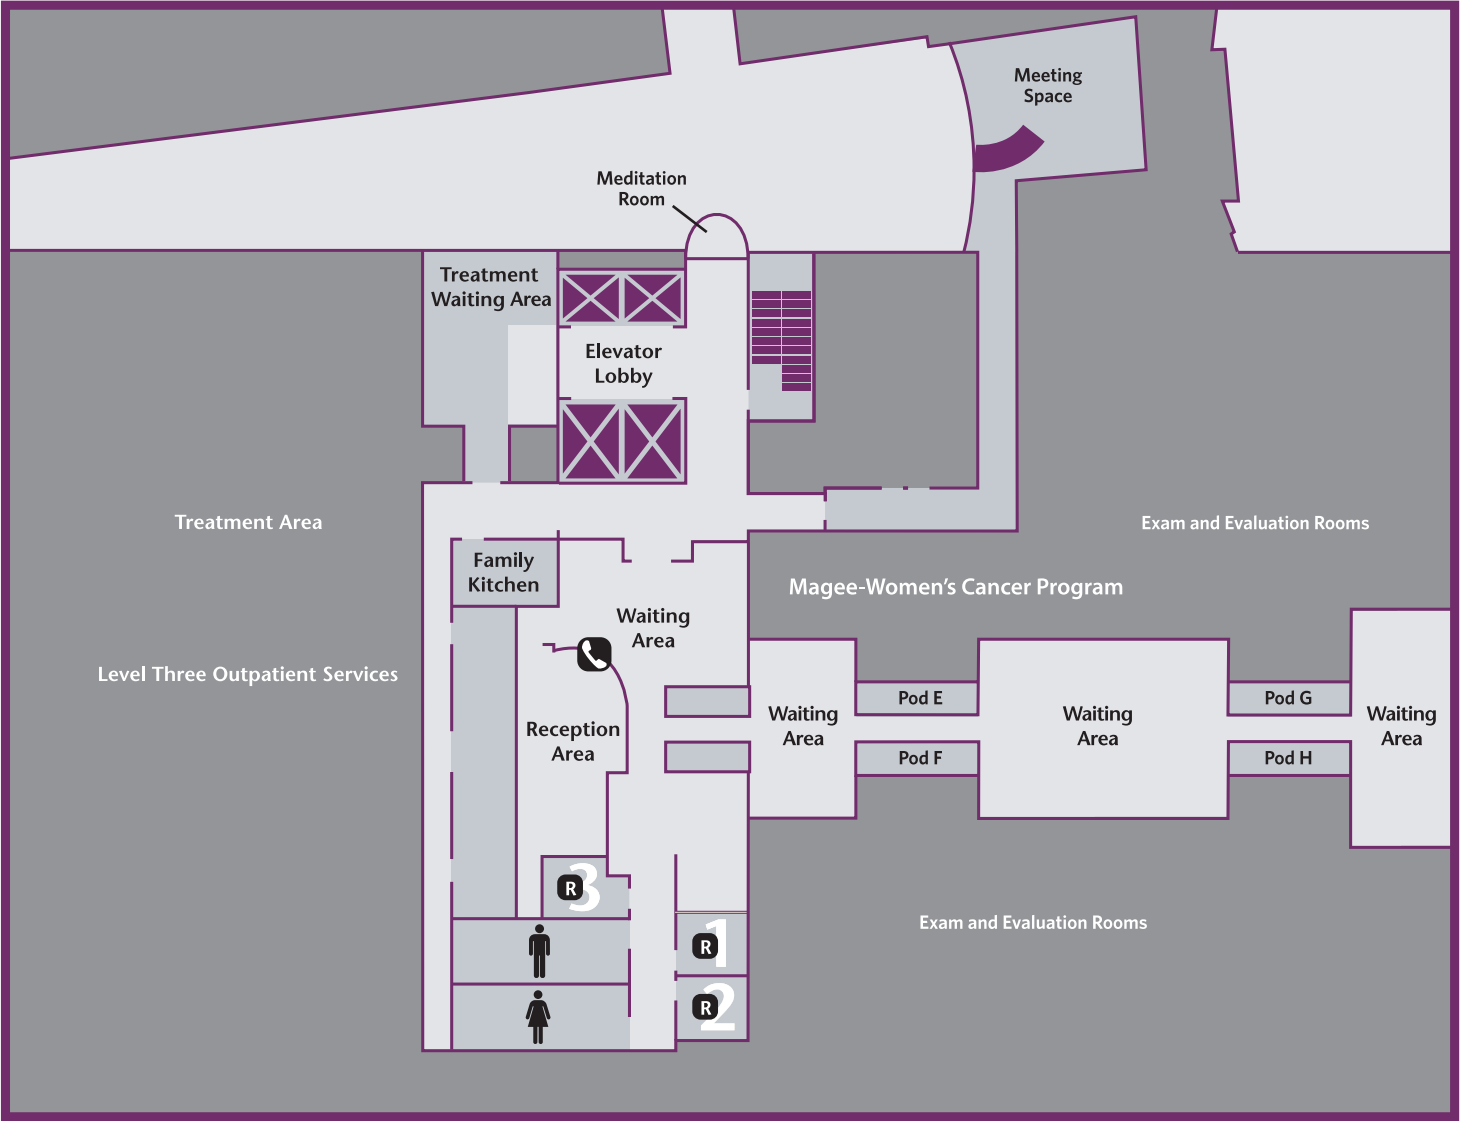 Meeting
Space
Meditation
Room
Treatment
Waiting Area
Elevator
Lobby
Treatment Area
Exam and Evaluation Rooms
Family
Kitchen
Magee-Women's Cancer Program
Waiting
Area
Level Three Outpatient Services
Pod E
Pod G
Waiting
Area
Waiting
Area
Waiting
Area
Reception
Area
Pod F
Pod H
R 3
Exam and Evaluation Rooms
R 1
R 2